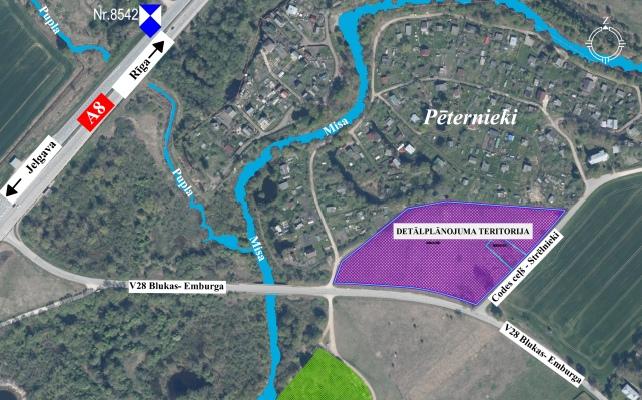 Nr.8542
Pupla
Rīga
A8
Jelgava
Pupla
Misa
Pēternieki
Z
Misa
DETĀLPLĀNOJUMA TERITORIJA
Codes ceļš - Strēlnieki
V28 Blukas- Emburga
V28 Blukas- Emburga